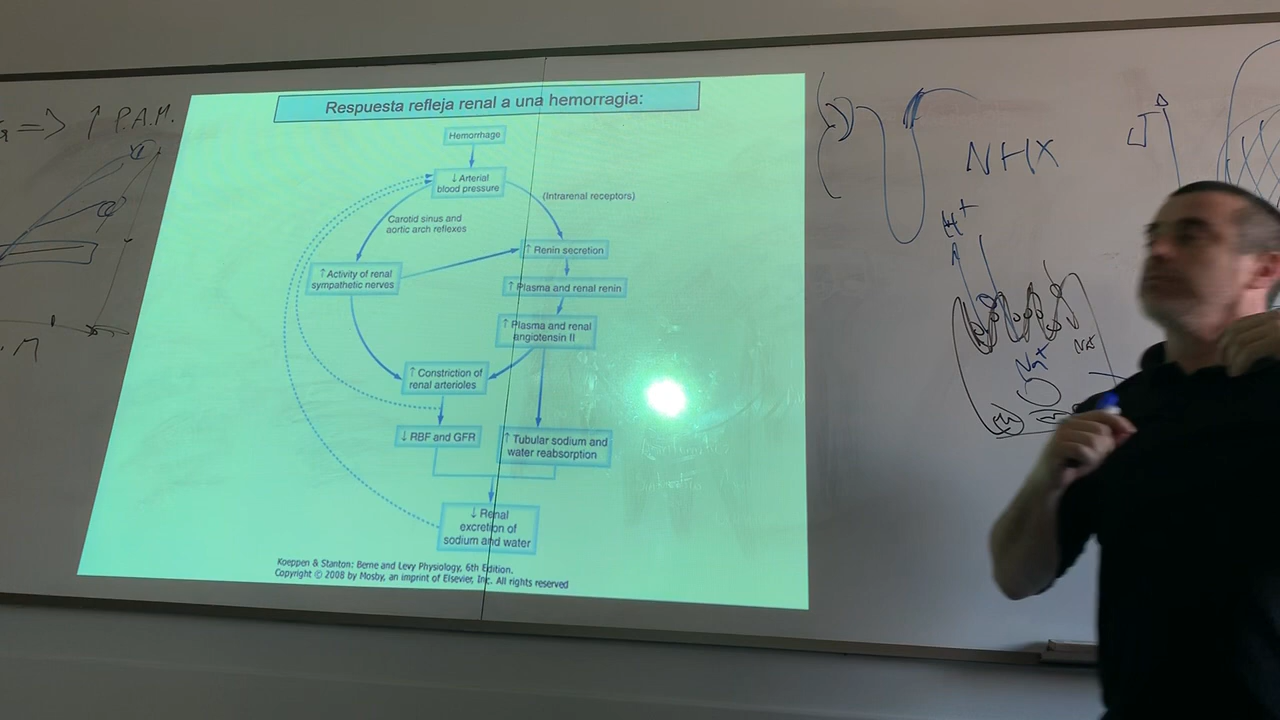 Respuesta refleja renal a una hemorragia:
Hemorrhage
↓ Arterial
blood pressure
(Intrarenal receptors)
Carotid sinus and
aortic arch reflexes
↑ Renin secretion
↑ Activity of renal
sympathetic nerves
↑ Plasma and renal renin
↑ Plasma and renal
angiotensin II
↑ Constriction of
renal arterioles
↓ RBF and GFR
↑ Tubular sodium and
water reabsorption
↓ Renal
excretion of
sodium and water
Koeppen & Stanton: Berne and Levy Physiology, 6th Edition.
Copyright © 2008 by Mosby, an imprint of Elsevier, Inc. All rights reserved
=> ↑ P.A.M.
NHX
H+
Na+